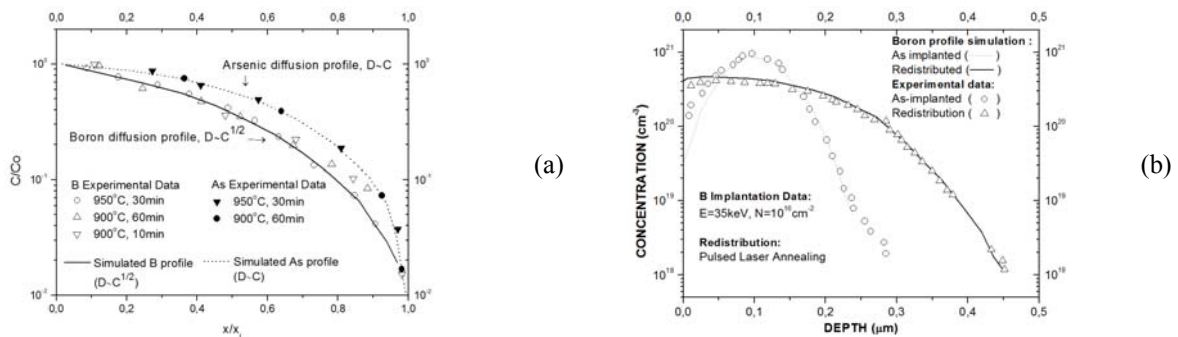 0,0 0,2 0,4 0,6 0,8 1,0
10⁰ 10⁰
Arsenic diffusion profile, D~C
Boron diffusion profile, D~C^1/2
C/Co
10⁻¹ 10⁻¹
B Experimental Data As Experimental Data
950°C, 30min 950°C, 30min
900°C, 60min 900°C, 60min
900°C, 10min
Simulated B profile Simulated As profile
(D~C^1/2) (D~C)
10⁻² 10⁻²
0,0 0,2 0,4 0,6 0,8 1,0
x/xⱼ
(a)
0,0 0,1 0,2 0,3 0,4 0,5
Boron profile simulation :
As implanted ( )
Redistributed ( )
Experimental data:
As-implanted ( )
Redistribution ( )
10²¹ 10²¹
10²⁰ 10²⁰
10¹⁹ 10¹⁹
10¹⁸ 10¹⁸
CONCENTRATION (cm⁻³)
B Implantation Data:
E=35keV, N=10¹⁶cm⁻²
Redistribution:
Pulsed Laser Annealing
0,0 0,1 0,2 0,3 0,4 0,5
DEPTH (μm)
(b)